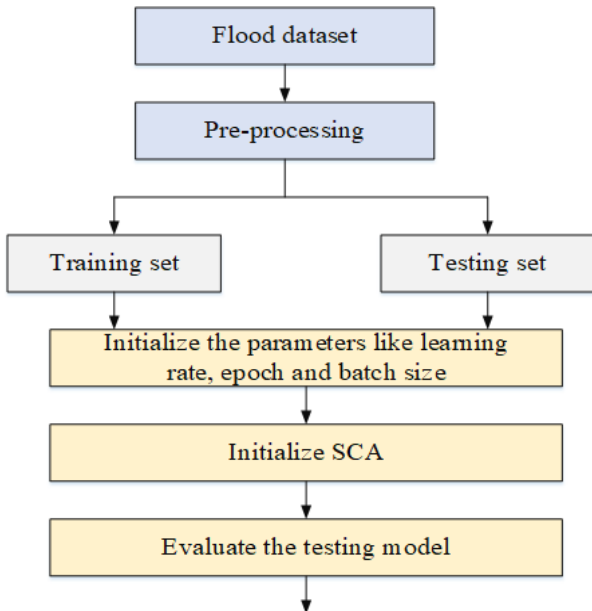 Flood dataset
Pre-processing
Training set
Testing set
Initialize the parameters like learning
rate, epoch and batch size
Initialize SCA
Evaluate the testing model